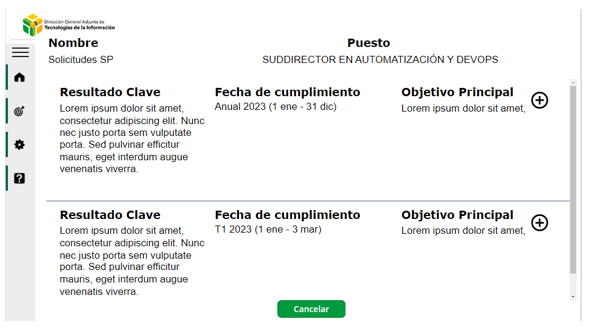 Dirección General Adjunta de
Tecnologías de la Información
Nombre Puesto
Solicitudes SP SUDDIRECTOR EN AUTOMATIZACIÓN Y DEVOPS
Resultado Clave Fecha de cumplimiento Objetivo Principal
Lorem ipsum dolor sit amet, Anual 2023 (1 ene - 31 dic) Lorem ipsum dolor sit amet,
consectetur adipiscing elit. Nunc
nec justo porta sem vulputate
porta. Sed pulvinar efficitur
mauris, eget interdum augue
venenatis viverra.
Resultado Clave Fecha de cumplimiento Objetivo Principal
Lorem ipsum dolor sit amet, T1 2023 (1 ene - 3 mar) Lorem ipsum dolor sit amet,
consectetur adipiscing elit. Nunc
nec justo porta sem vulputate
porta. Sed pulvinar efficitur
mauris, eget interdum augue
venenatis viverra.
Cancelar